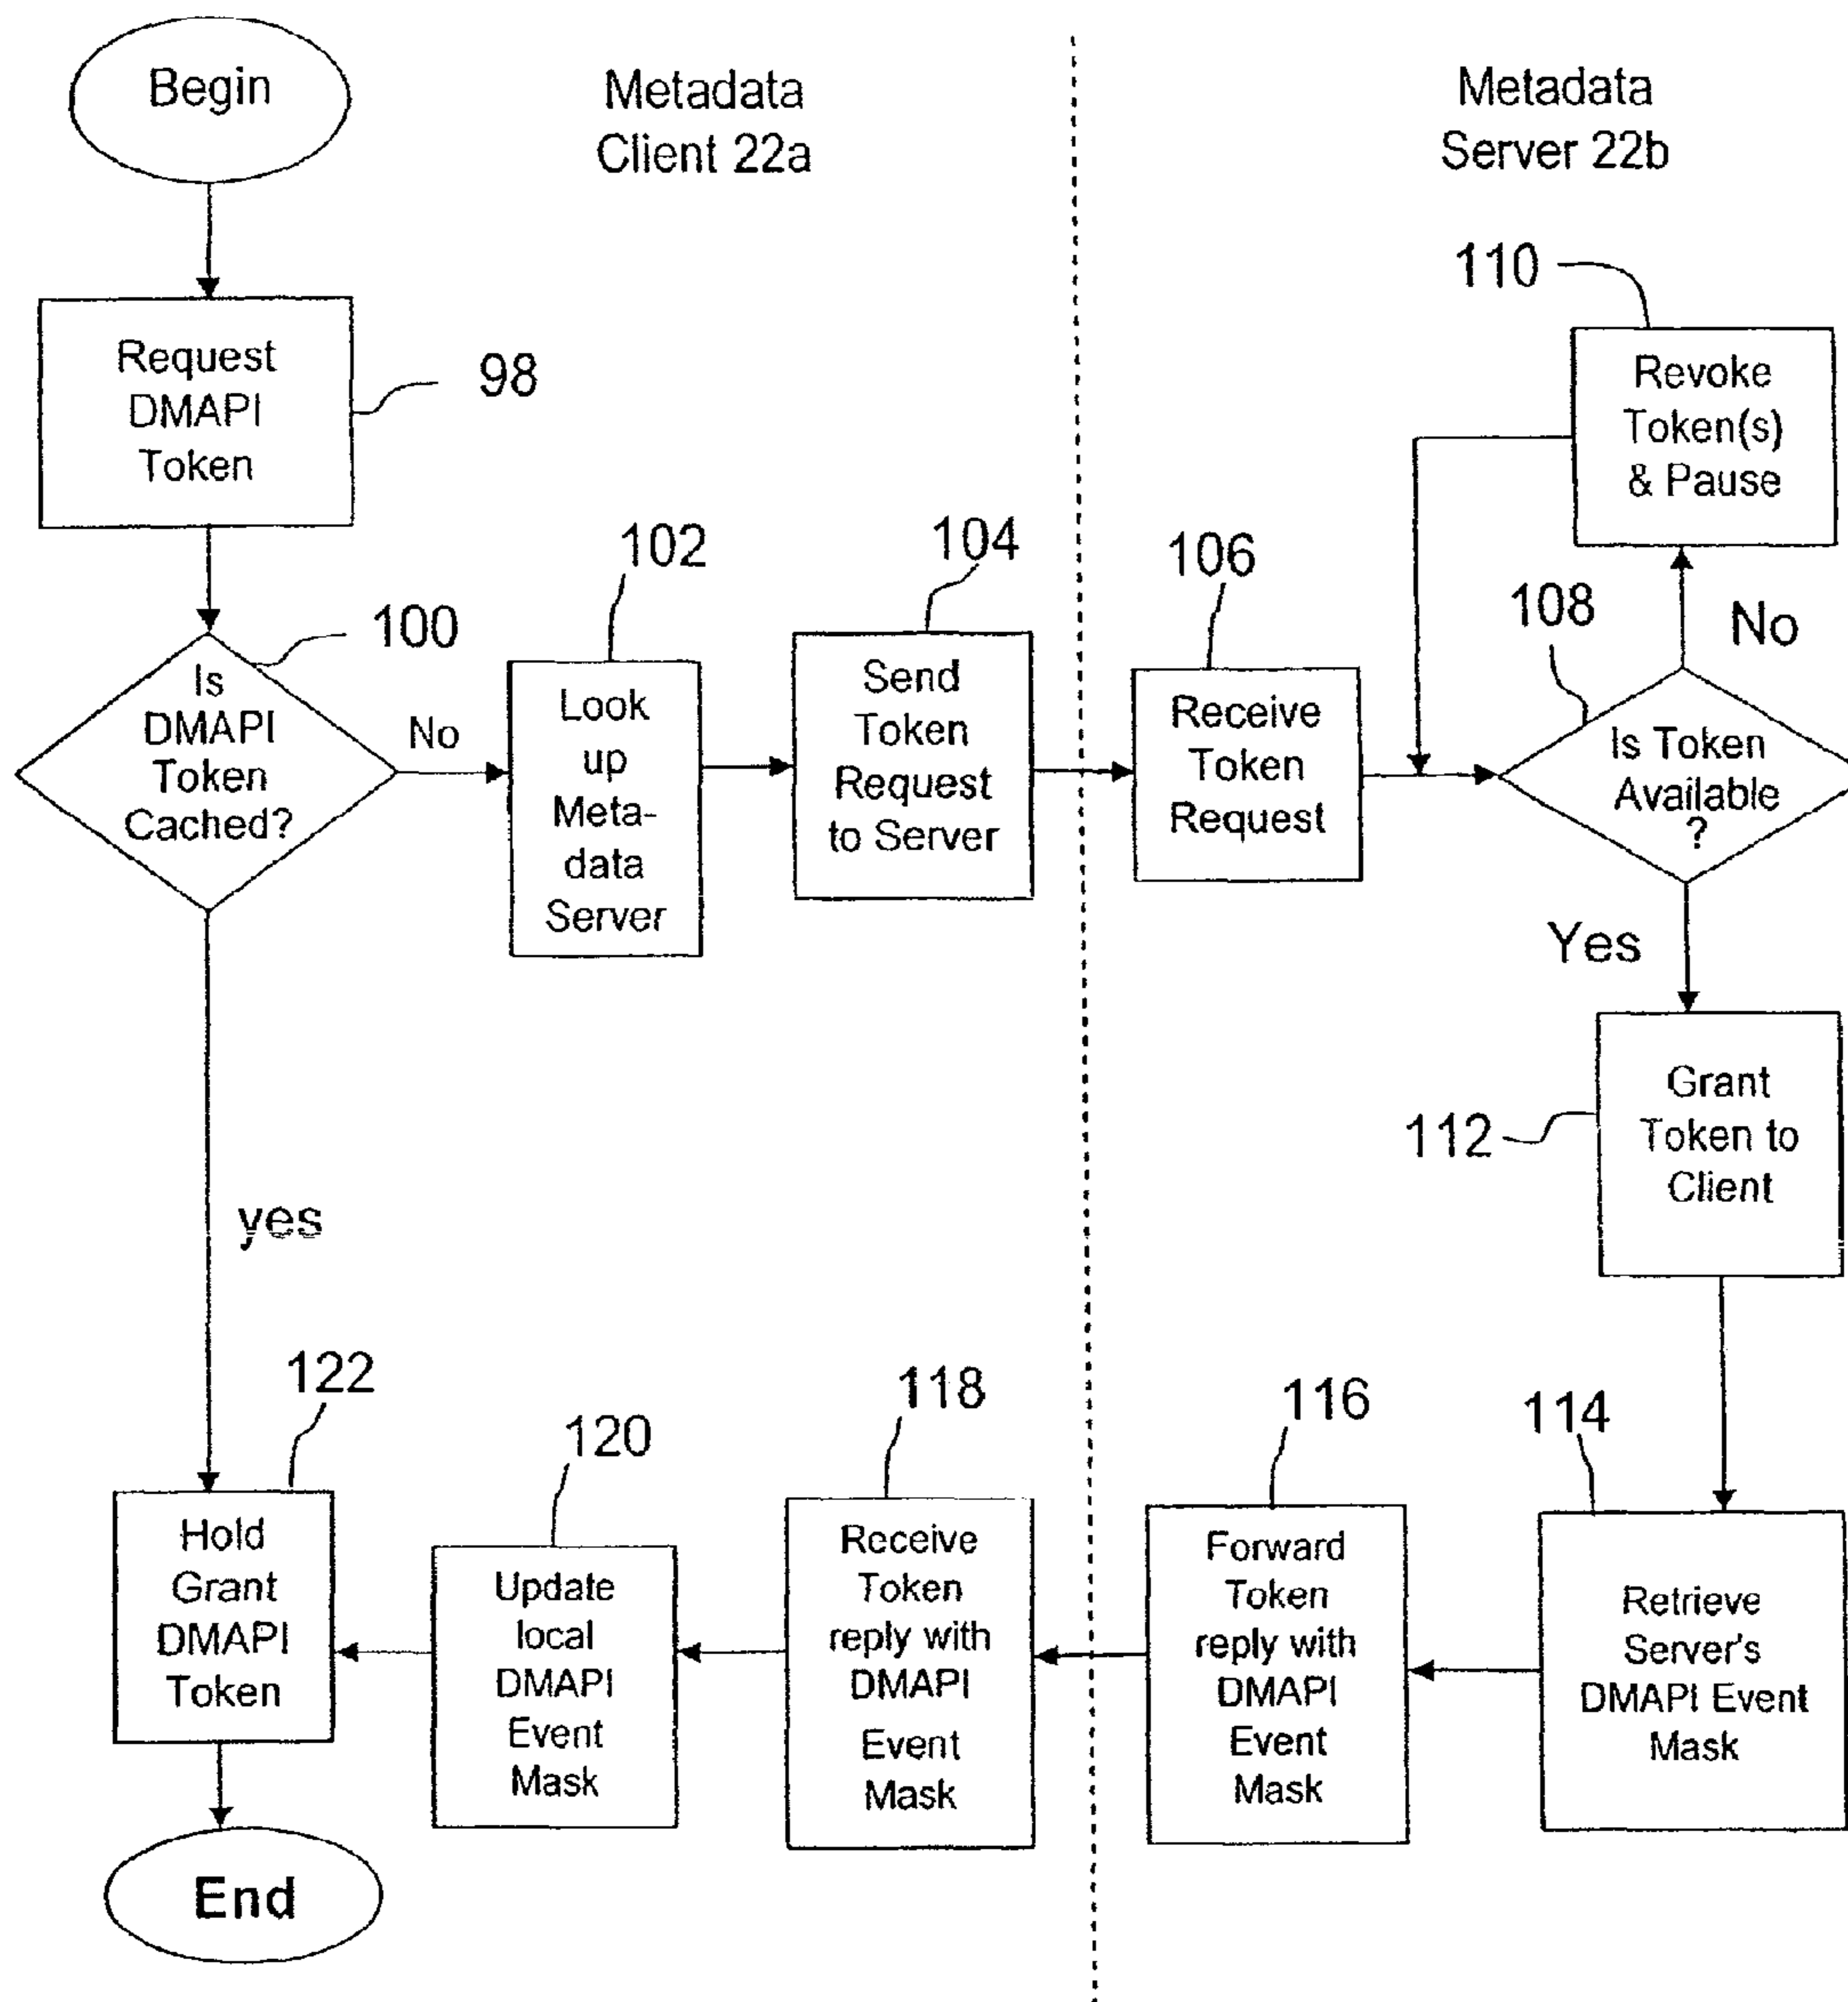 Begin
Metadata
Client 22a
Metadata
Server 22b
Request
DMAPI
Token
98
110
Revoke
Token(s)
& Pause
100
Is
DMAPI
Token
Cached?
No
102
Look
up
Meta-
data
Server
104
Send
Token
Request
to Server
106
Receive
Token
Request
108
No
Is Token
Available
?
Yes
112
Grant
Token to
Client
yes
122
Hold
Grant
DMAPI
Token
120
Update
local
DMAPI
Event
Mask
118
Receive
Token
reply with
DMAPI
Event
Mask
116
Forward
Token
reply with
DMAPI
Event
Mask
114
Retrieve
Server's
DMAPI Event
Mask
End